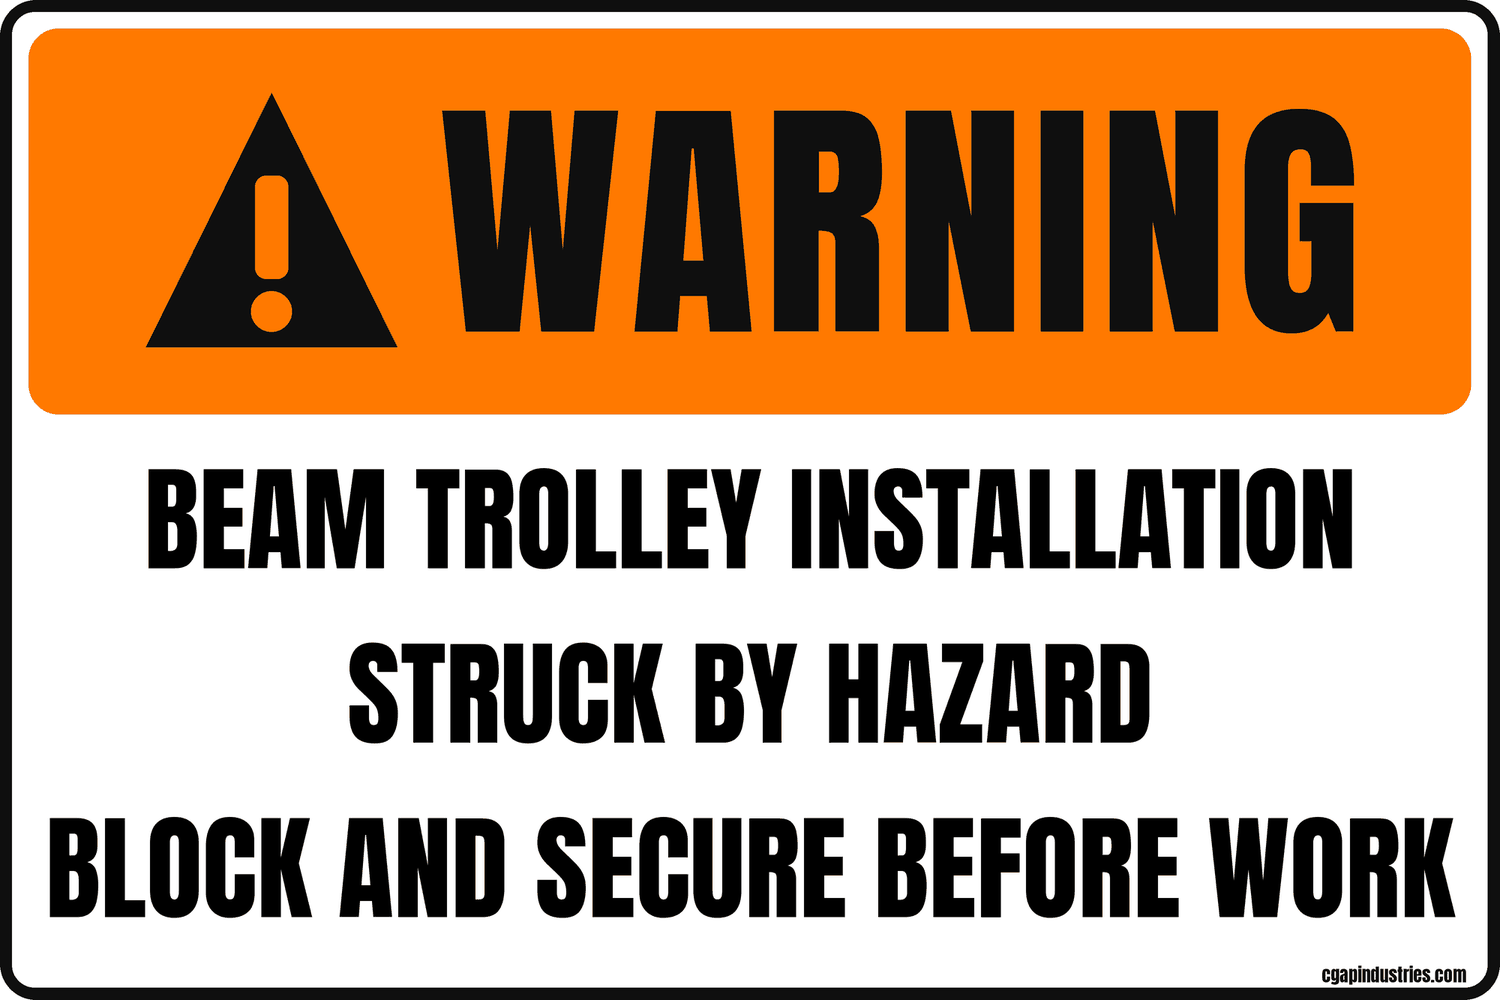 WARNING
BEAM TROLLEY INSTALLATION
STRUCK BY HAZARD
BLOCK AND SECURE BEFORE WORK
cgapindustries.com